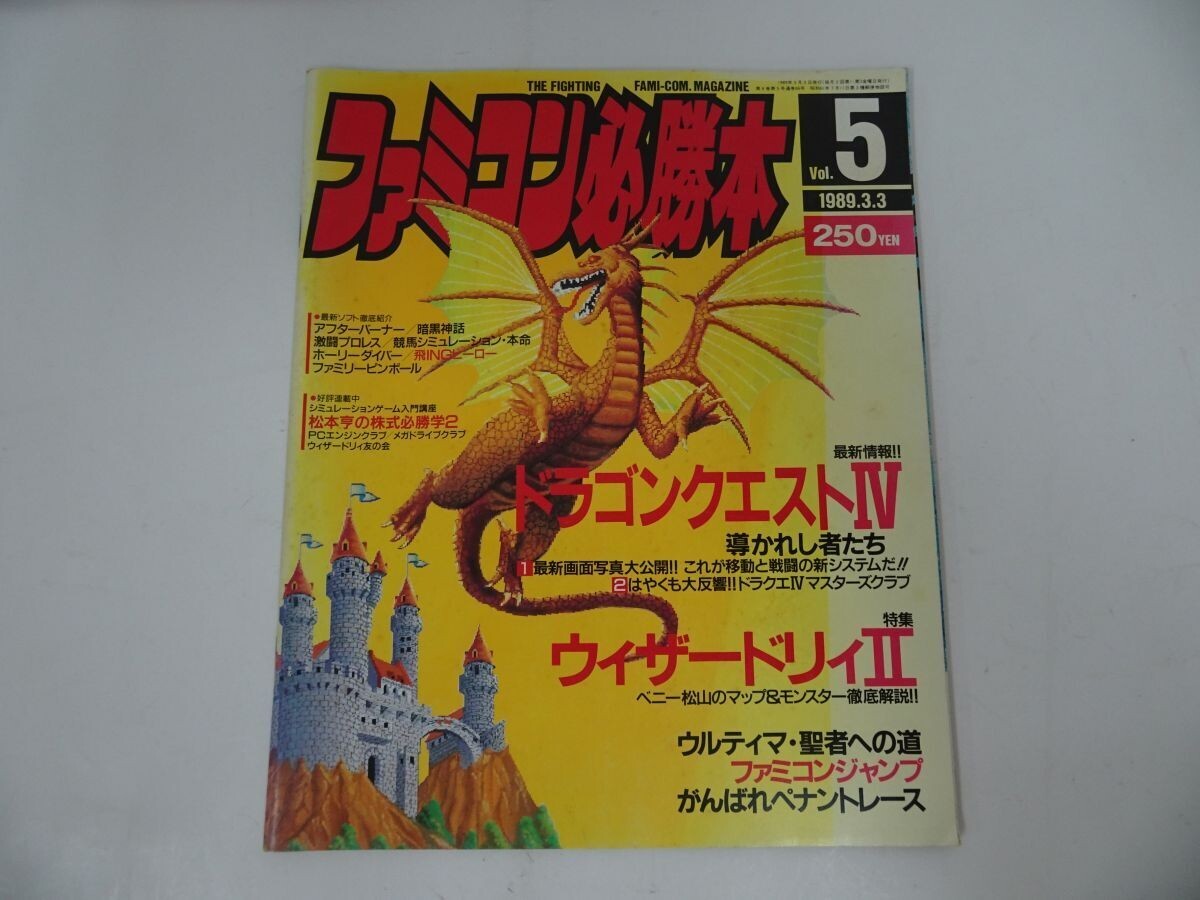 THE FIGHTING FAMI-COM. MAGAZINE
ファミコン必勝本
Vol. 5
1989.3.3
250YEN
●最新ソフト徹底紹介
アフターバーナー/暗黒神話
激闘プロレス/競馬シミュレーション・本命
ホーリーダイバー/飛INGヒーロー
ファミリーピンボール
●好評連載中
シミュレーションゲーム入門講座
松本亨の株式必勝学2
PCエンジンクラブ/メガドライブクラブ
ウィザードリィ友の会
最新情報!!
ドラゴンクエストIV
導かれし者たち
1最新画面写真大公開!! これが移動と戦闘の新システムだ!!
2はやくも大反響!!ドラクエIVマスターズクラブ
特集
ウィザードリィII
ベニー松山のマップ&モンスター徹底解説!!
ウルティマ・聖者への道
ファミコンジャンプ
がんばれペナントレース